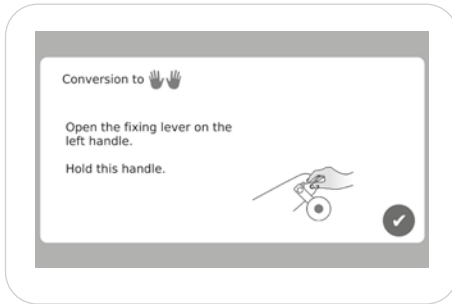 Conversion to
Open the fixing lever on the
left handle.
Hold this handle.